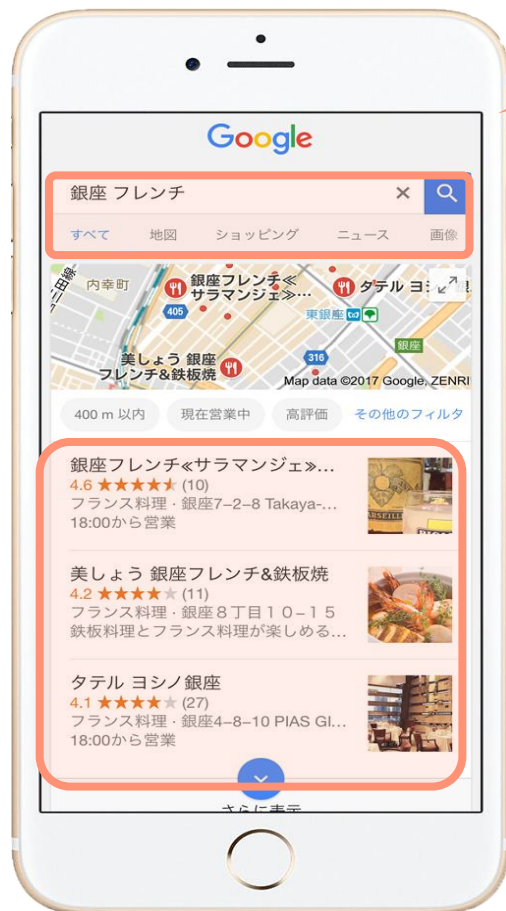 Google
銀座 フレンチ
すべて 地図 ショッピング ニュース 画像
内幸町
銀座フレンチ≪
サラマンジェ≫…
タテル ヨ
405
東銀座
銀座
美しょう 銀座
フレンチ&鉄板焼
316
Map data ©2017 Google, ZENRI
400 m 以内 現在営業中 高評価 その他のフィルタ
銀座フレンチ≪サラマンジェ≫…
4.6 ★★★★★ (10)
フランス料理 · 銀座7−2−8 Takaya-...
18:00から営業
美しょう 銀座フレンチ&鉄板焼
4.2 ★★★★★ (11)
フランス料理 · 銀座８丁目１０−１５
鉄板料理とフランス料理が楽しめる...
タテル ヨシノ銀座
4.1 ★★★★★ (27)
フランス料理 · 銀座4−8−10 PIAS GI...
18:00から営業
さらに表示